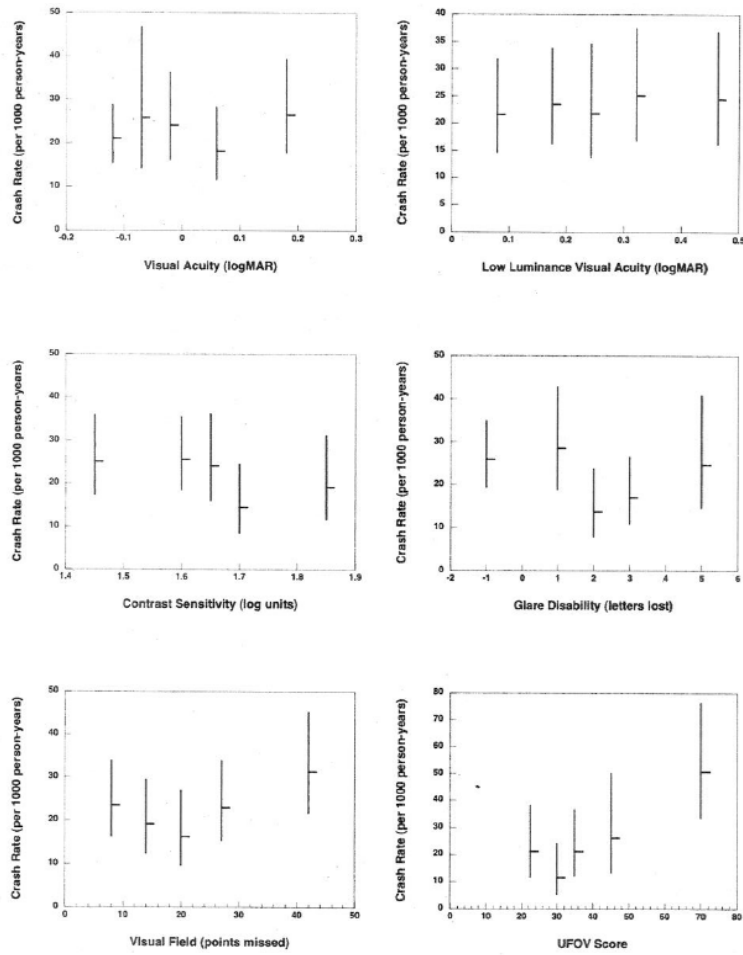 Crash Rate (per 1000 person-years)
50
40
30
20
10
0
-0.2 -0.1 0 0.1 0.2 0.3
Visual Acuity (logMAR)
Crash Rate (per 1000 person-years)
40
35
30
25
20
15
10
5
0
0 0.1 0.2 0.3 0.4 0.5
Low Luminance Visual Acuity (logMAR)
Crash Rate (per 1000 person-years)
50
40
30
20
10
0
1.4 1.5 1.6 1.7 1.8 1.9
Contrast Sensitivity (log units)
Crash Rate (per 1000 person-years)
50
40
30
20
10
0
-2 -1 0 1 2 3 4 5 6
Glare Disability (letters lost)
Crash Rate (per 1000 person-years)
50
40
30
20
10
0
0 10 20 30 40 50
Visual Field (points missed)
Crash Rate (per 1000 person-years)
80
70
60
50
40
30
20
10
0
0 10 20 30 40 50 60 70 80
UFOV Score